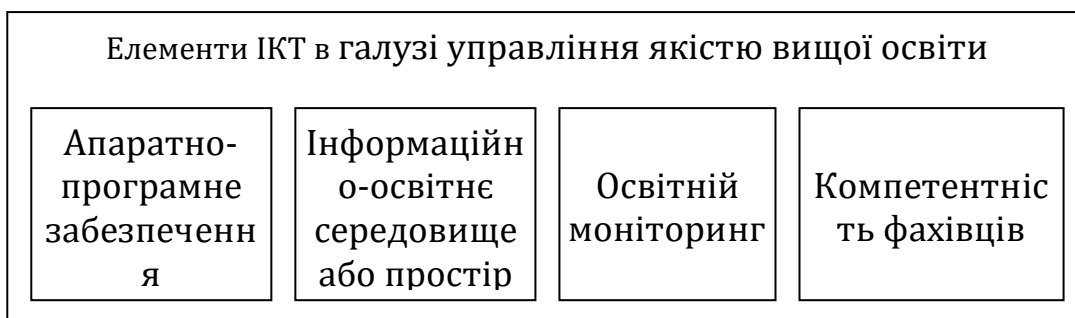 Елементи ІКТ в галузі управління якістю вищої освіти
Апаратно-
програмне
забезпеченн
я
Інформаційн
о-освітнє
середовище
або простір
Освітній
моніторинг
Компетентніс
ть фахівців